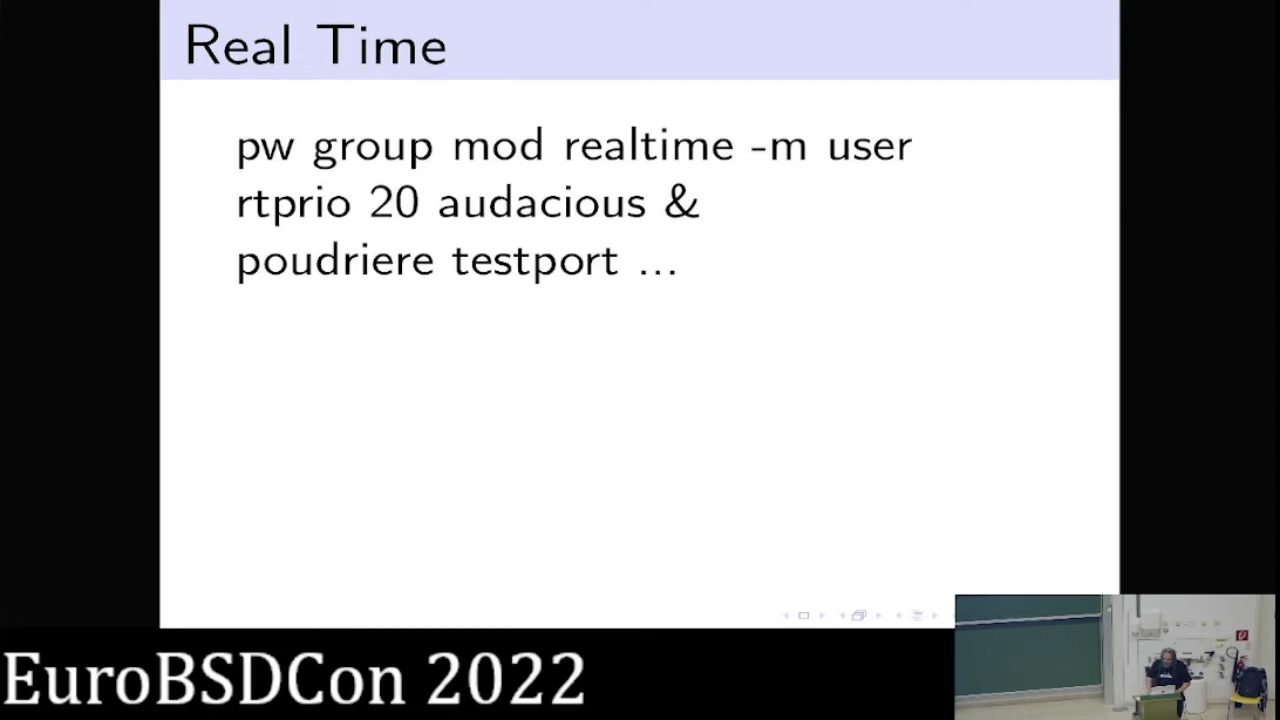 Real Time
pw group mod realtime -m user
rtprio 20 audacious &
poudriere testport ...
EuroBSDCon 2022